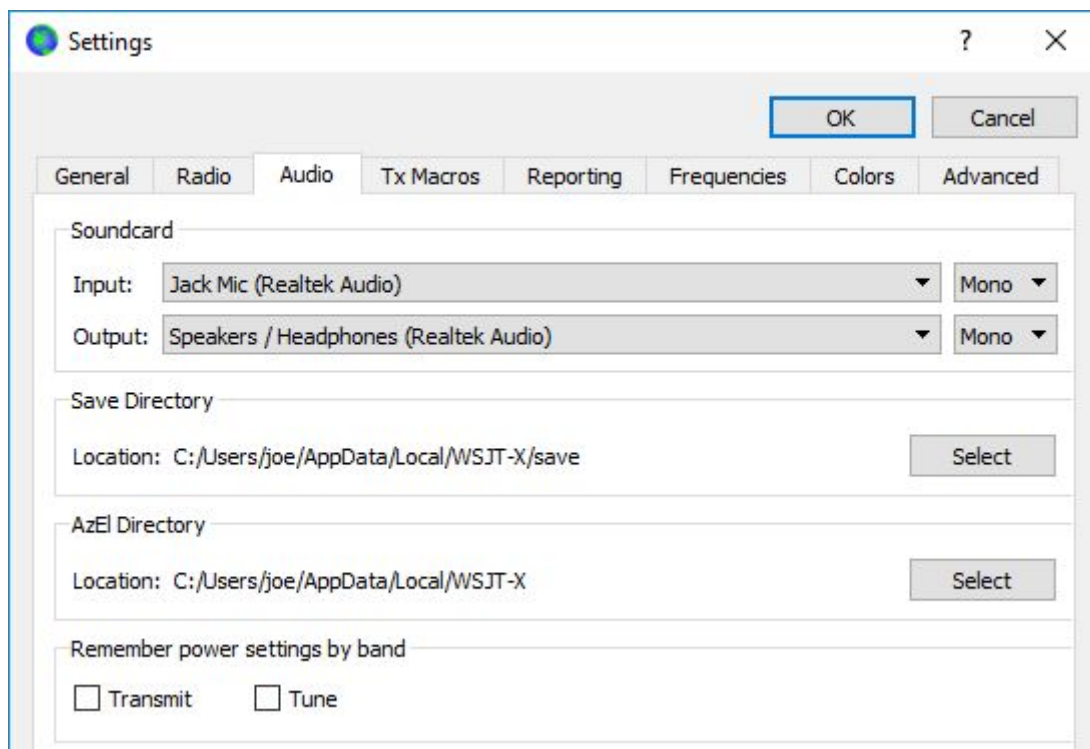 Settings ? ×
OK Cancel
General Radio Audio Tx Macros Reporting Frequencies Colors Advanced
Soundcard
Input: Jack Mic (Realtek Audio) Mono
Output: Speakers / Headphones (Realtek Audio) Mono
Save Directory
Location: C:/Users/joe/AppData/Local/WSJT-X/save Select
AzEl Directory
Location: C:/Users/joe/AppData/Local/WSJT-X Select
Remember power settings by band
Transmit Tune